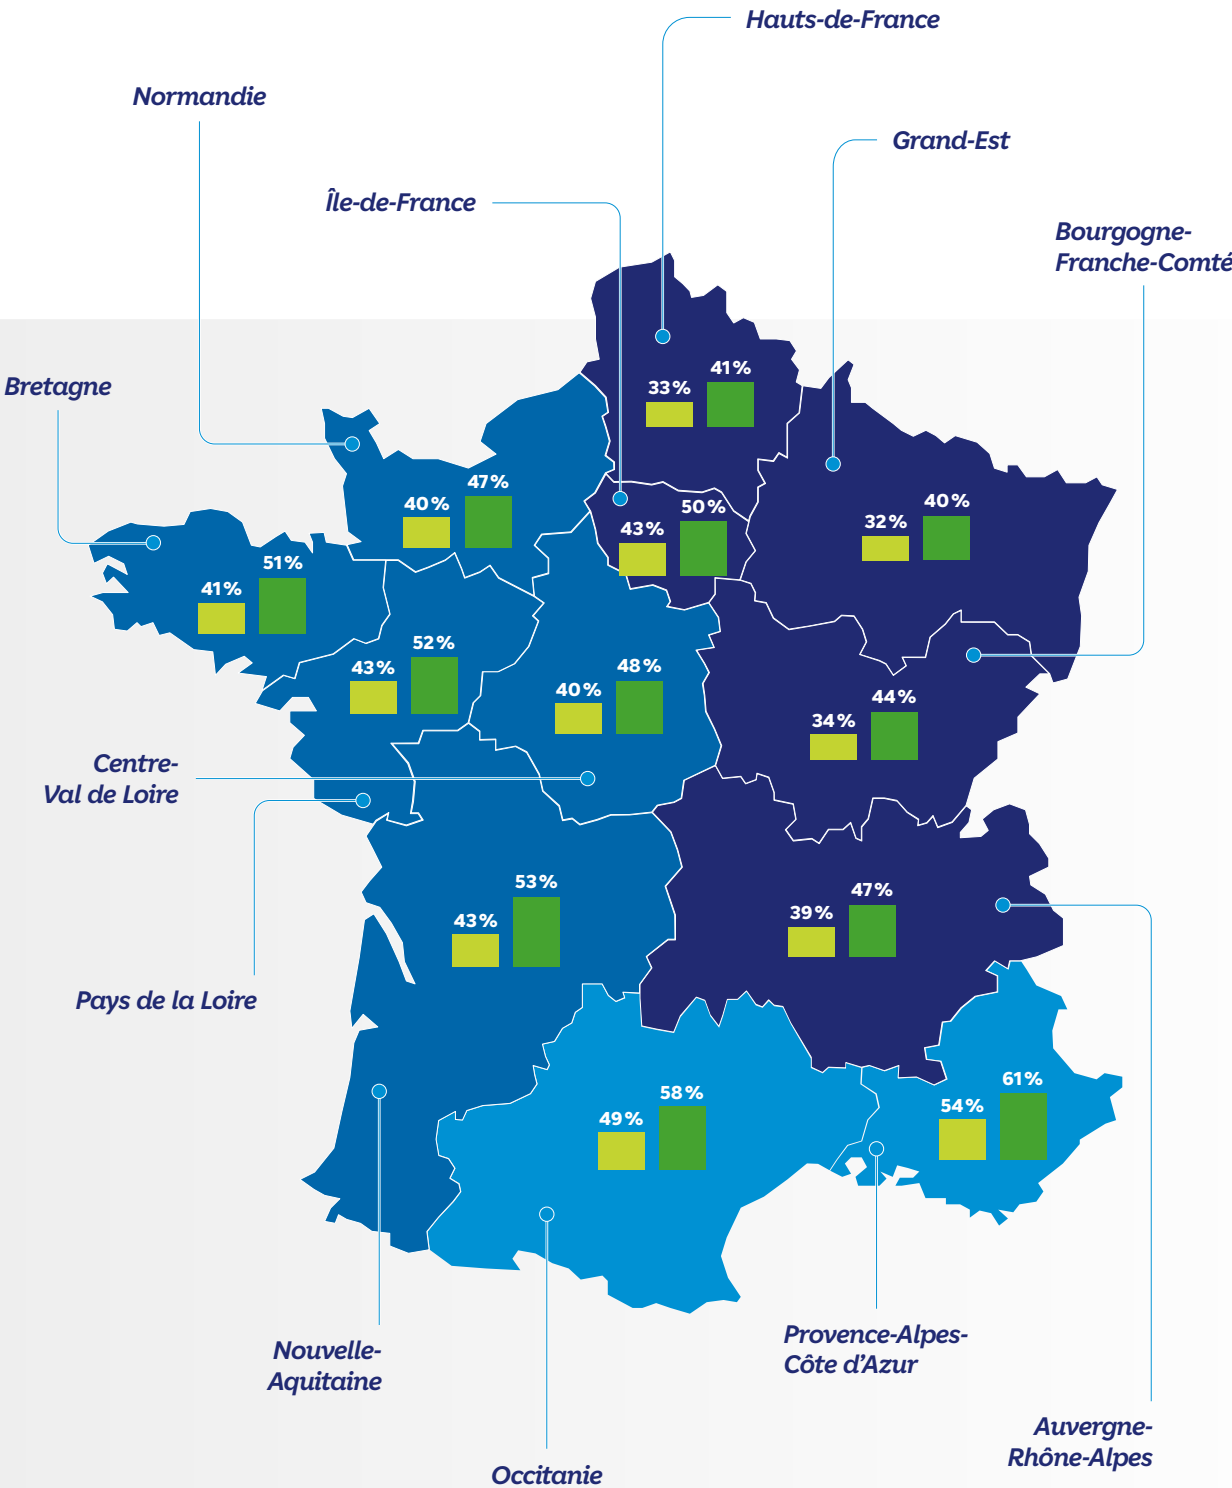 Hauts-de-France
Normandie
Grand-Est
Île-de-France
Bourgogne-
Franche-Comté
Bretagne
33%
41%
40%
47%
43%
50%
32%
40%
41%
51%
43%
52%
40%
48%
34%
44%
Centre-
Val de Loire
43%
53%
39%
47%
Pays de la Loire
49%
58%
54%
61%
Nouvelle-
Aquitaine
Provence-Alpes-
Côte d’Azur
Auvergne-
Rhône-Alpes
Occitanie